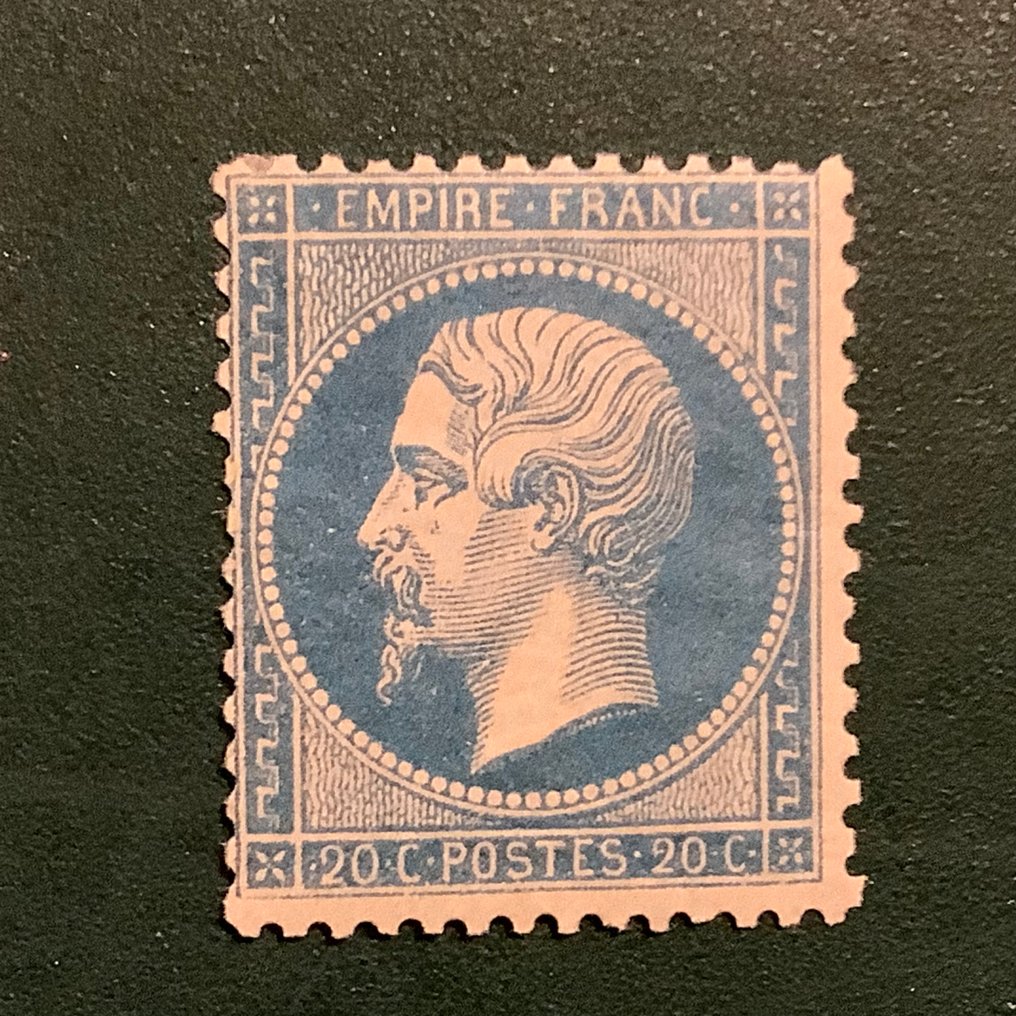 · EMPIRE · FRANC ·
· 20 · C · POSTES · 20 · C ·